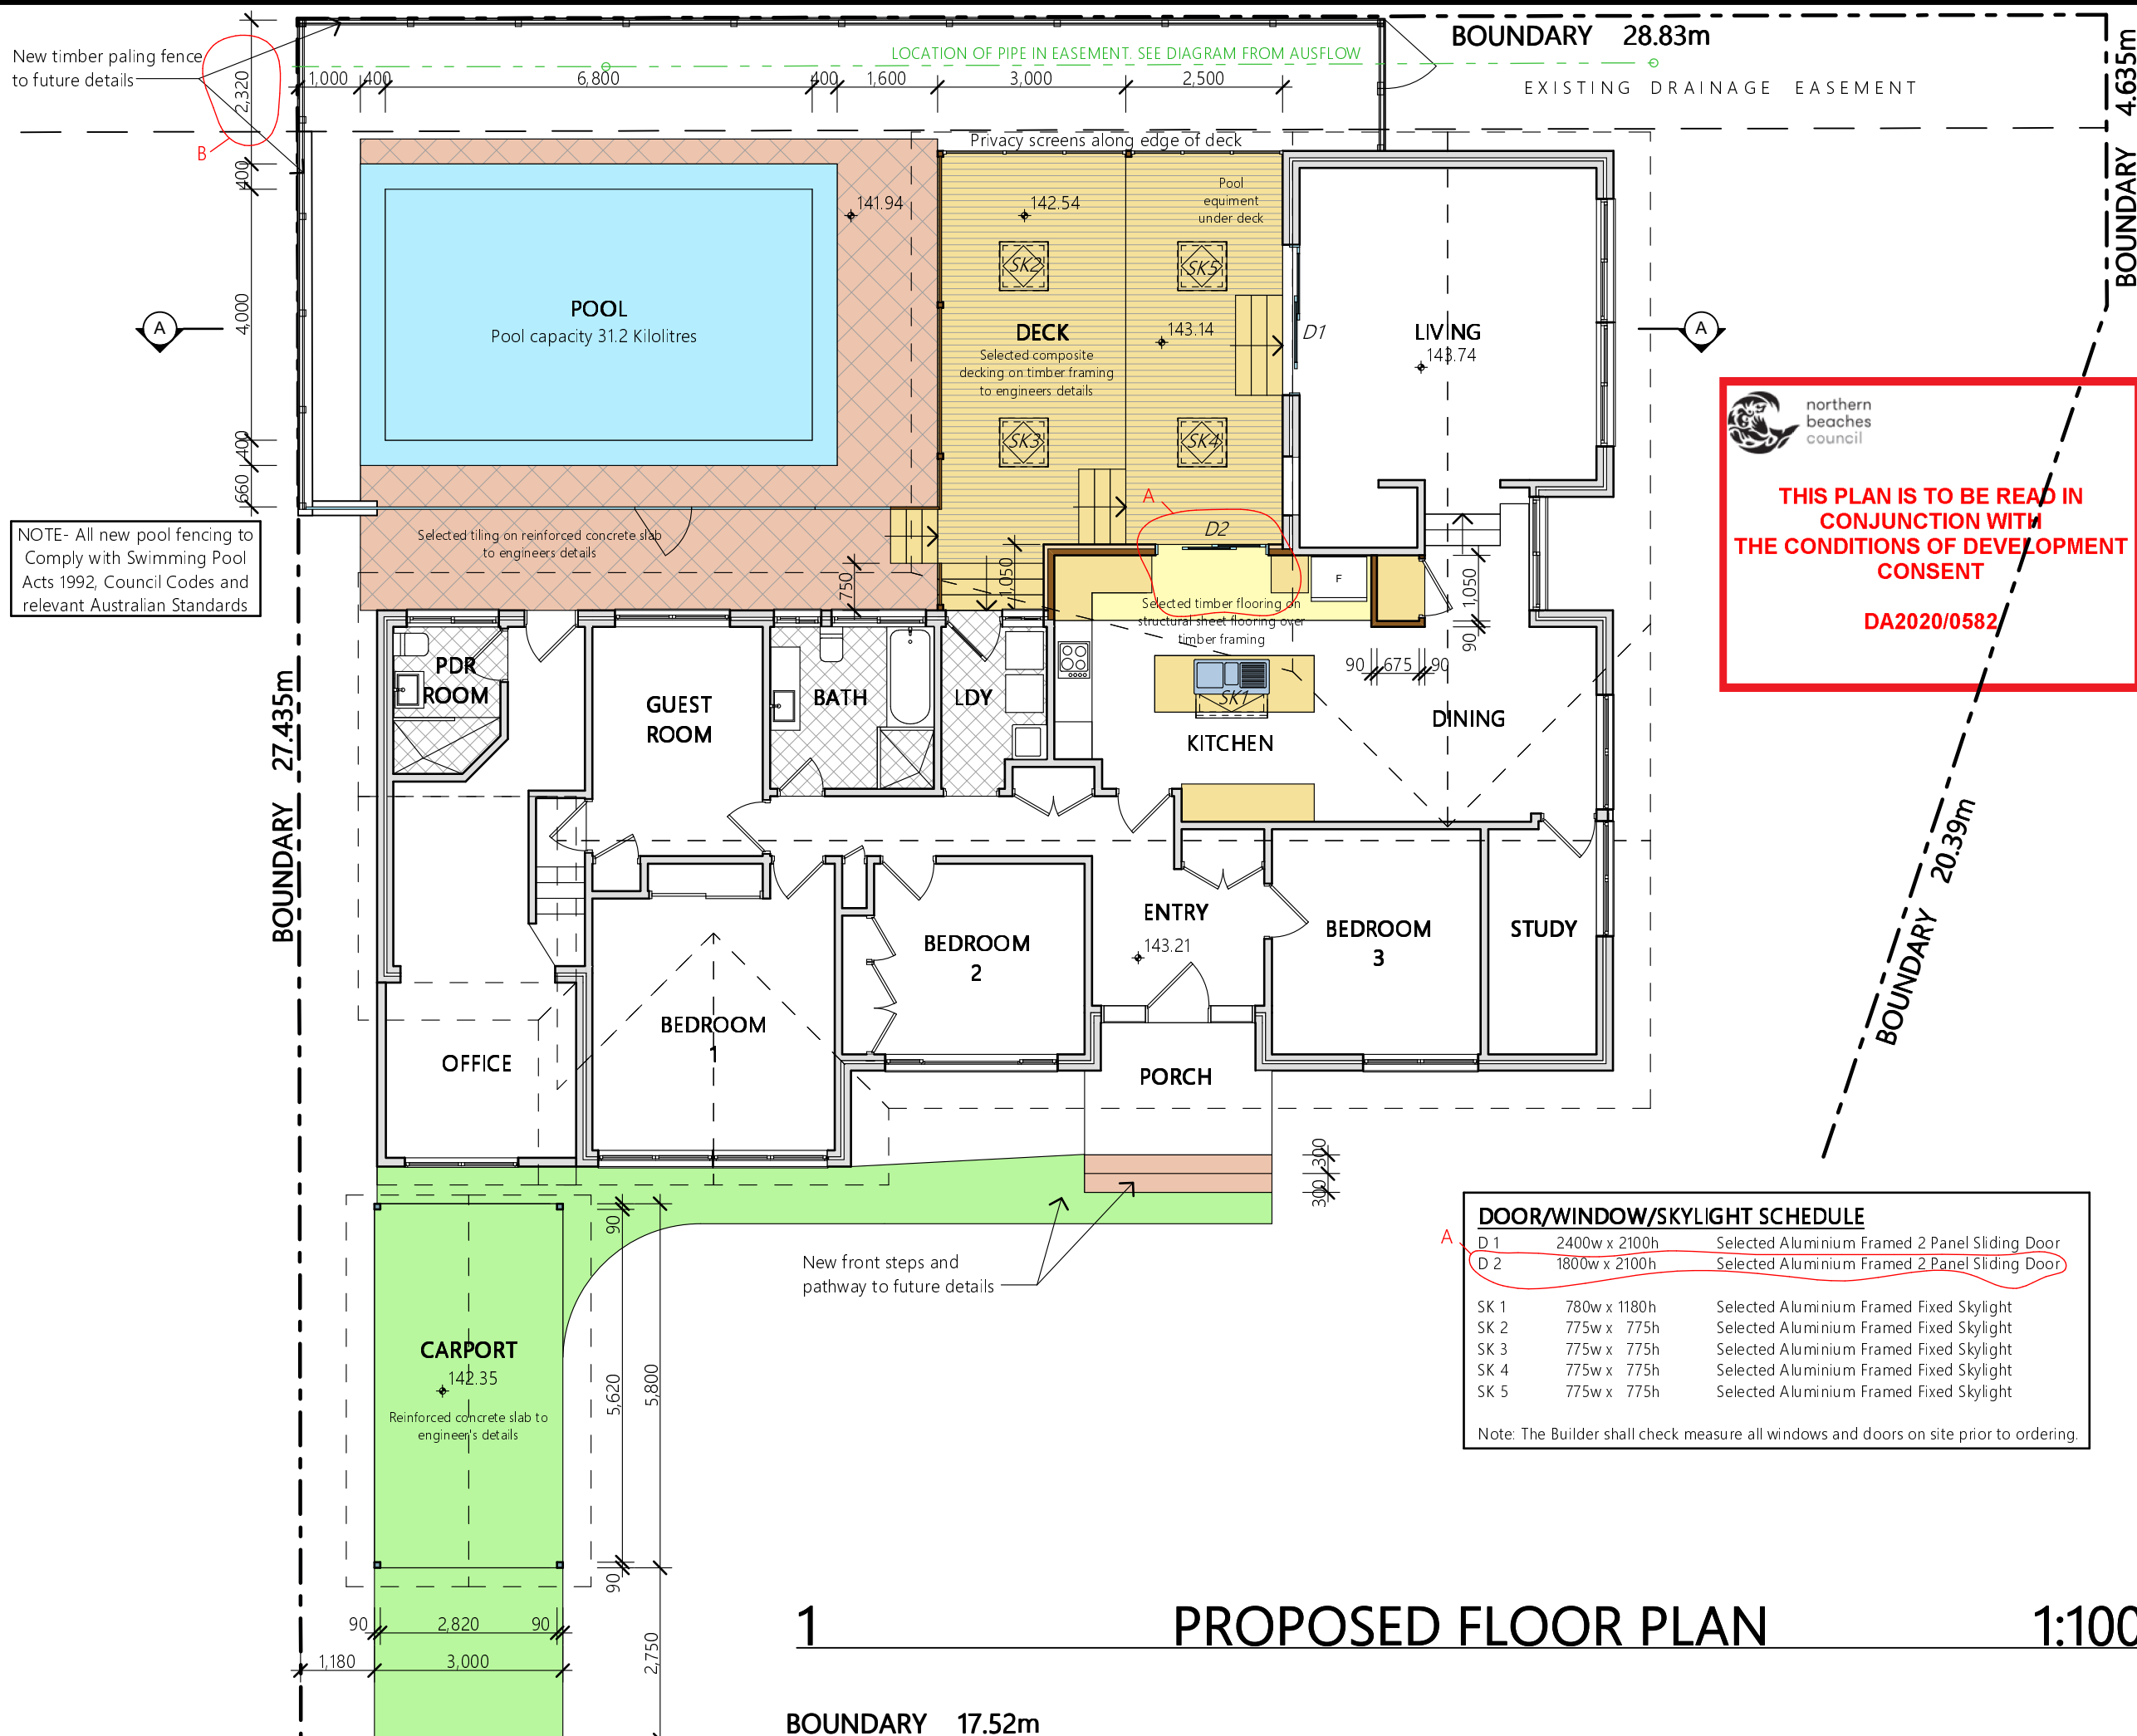 BOUNDARY 28.83m
BOUNDARY 4.635m
New timber paling fence
to future details
LOCATION OF PIPE IN EASEMENT. SEE DIAGRAM FROM AUSFLOW
EXISTING DRAINAGE EASEMENT
1,000
400
6,800
400
1,600
3,000
2,500
2,320
B
400
4,000
400
660
Privacy screens along edge of deck
Pool
equiment
under deck
141.94
142.54
SK2
SK5
POOL
Pool capacity 31.2 Kilolitres
A
DECK
143.14
Selected composite
decking on timber framing
to engineers details
D1
LIVING
143.74
A
SK3
SK4
northern
beaches
council
THIS PLAN IS TO BE READ IN
CONJUNCTION WITH
THE CONDITIONS OF DEVELOPMENT
CONSENT
DA2020/0582
NOTE- All new pool fencing to
Comply with Swimming Pool
Acts 1992, Council Codes and
relevant Australian Standards
Selected tiling on reinforced concrete slab
to engineers details
A
D2
750
1,050
F
1,050
90
Selected timber flooring on
structural sheet flooring over
timber framing
90
675
90
PDR
ROOM
GUEST
ROOM
BATH
LDY
SK1
KITCHEN
DINING
BOUNDARY 27.435m
BOUNDARY 20.39m
ENTRY
143.21
BEDROOM
1
BEDROOM
2
BEDROOM
3
STUDY
OFFICE
PORCH
300
300
New front steps and
pathway to future details
CARPORT
142.35
Reinforced concrete slab to
engineer's details
90
5,620
90
5,800
2,750
90
2,820
90
1,180
3,000
A
DOOR/WINDOW/SKYLIGHT SCHEDULE
D 1 2400w x 2100h Selected Aluminium Framed 2 Panel Sliding Door
D 2 1800w x 2100h Selected Aluminium Framed 2 Panel Sliding Door
SK 1 780w x 1180h Selected Aluminium Framed Fixed Skylight
SK 2 775w x 775h Selected Aluminium Framed Fixed Skylight
SK 3 775w x 775h Selected Aluminium Framed Fixed Skylight
SK 4 775w x 775h Selected Aluminium Framed Fixed Skylight
SK 5 775w x 775h Selected Aluminium Framed Fixed Skylight
Note: The Builder shall check measure all windows and doors on site prior to ordering.
1 PROPOSED FLOOR PLAN 1:100
BOUNDARY 17.52m